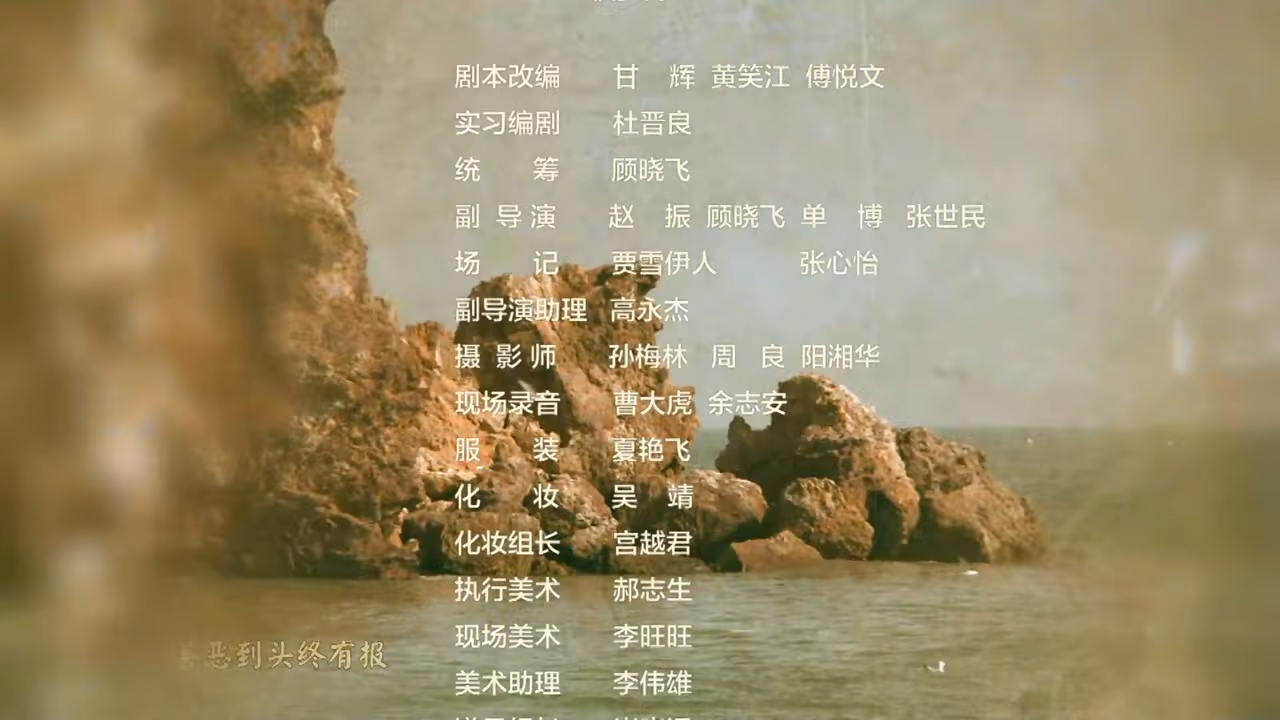 剧本改编 甘 辉 黄笑江 傅悦文
实习编剧 杜晋良
统 筹 顾晓飞
副 导 演 赵 振 顾晓飞 单 博 张世民
场 记 贾雪伊人 张心怡
副导演助理 高永杰
摄 影 师 孙梅林 周 良 阳湘华
现场录音 曹大虎 余志安
服 装 夏艳飞
化 妆 吴 靖
化妆组长 宫越君
执行美术 郝志生
现场美术 李旺旺
恶到头终有报
美术助理 李伟雄